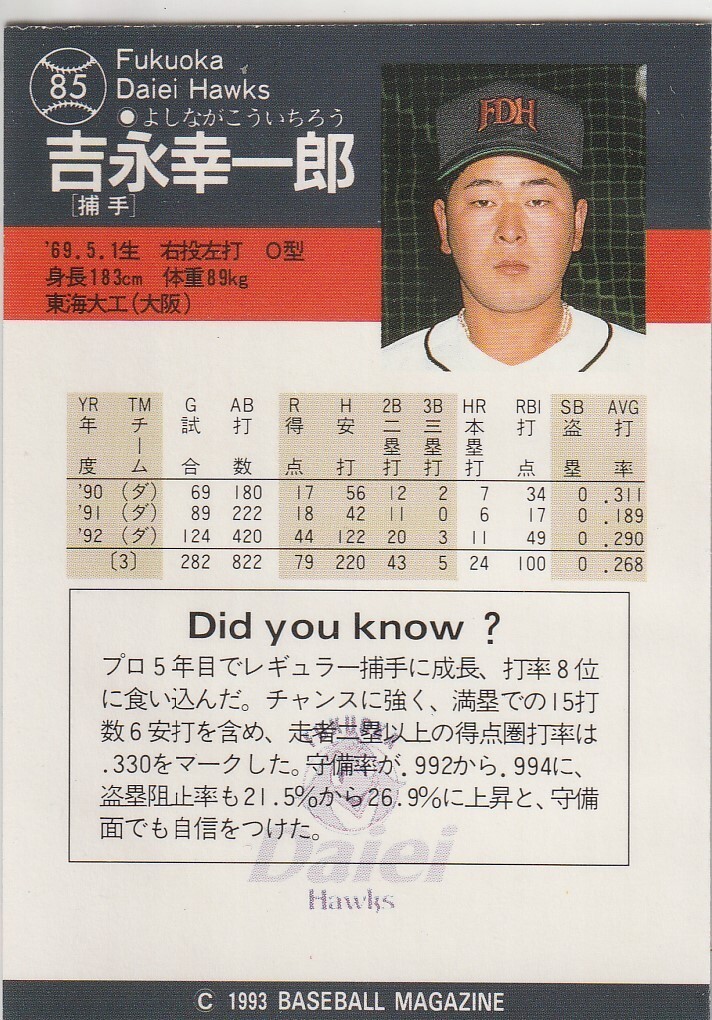 85
Fukuoka
Daiei Hawks
●よしながこういちろう
吉永幸一郎
[捕手]
FDH
'69.5.1生 右投左打 O型
身長183cm 体重89kg
東海大工(大阪)
YR TM G AB R H 2B 3B HR RBI SB AVG
年度 チーム 試合 打数 得点 安打 二塁打 三塁打 本塁打 打点 盗塁 打率
'90 (ダ) 69 180 17 56 12 2 7 34 0 .311
'91 (ダ) 89 222 18 42 11 0 6 17 0 .189
'92 (ダ) 124 420 44 122 20 3 11 49 0 .290
〔3〕 282 822 79 220 43 5 24 100 0 .268
Did you know ?
プロ5年目でレギュラー捕手に成長、打率8位
に食い込んだ。チャンスに強く、満塁での15打
数6安打を含め、走者二塁以上の得点圏打率は
.330をマークした。守備率が.992から.994に、
盗塁阻止率も21.5%から26.9%に上昇と、守備
面でも自信をつけた。
FUKUOKA
Daiei
Hawks
© 1993 BASEBALL MAGAZINE